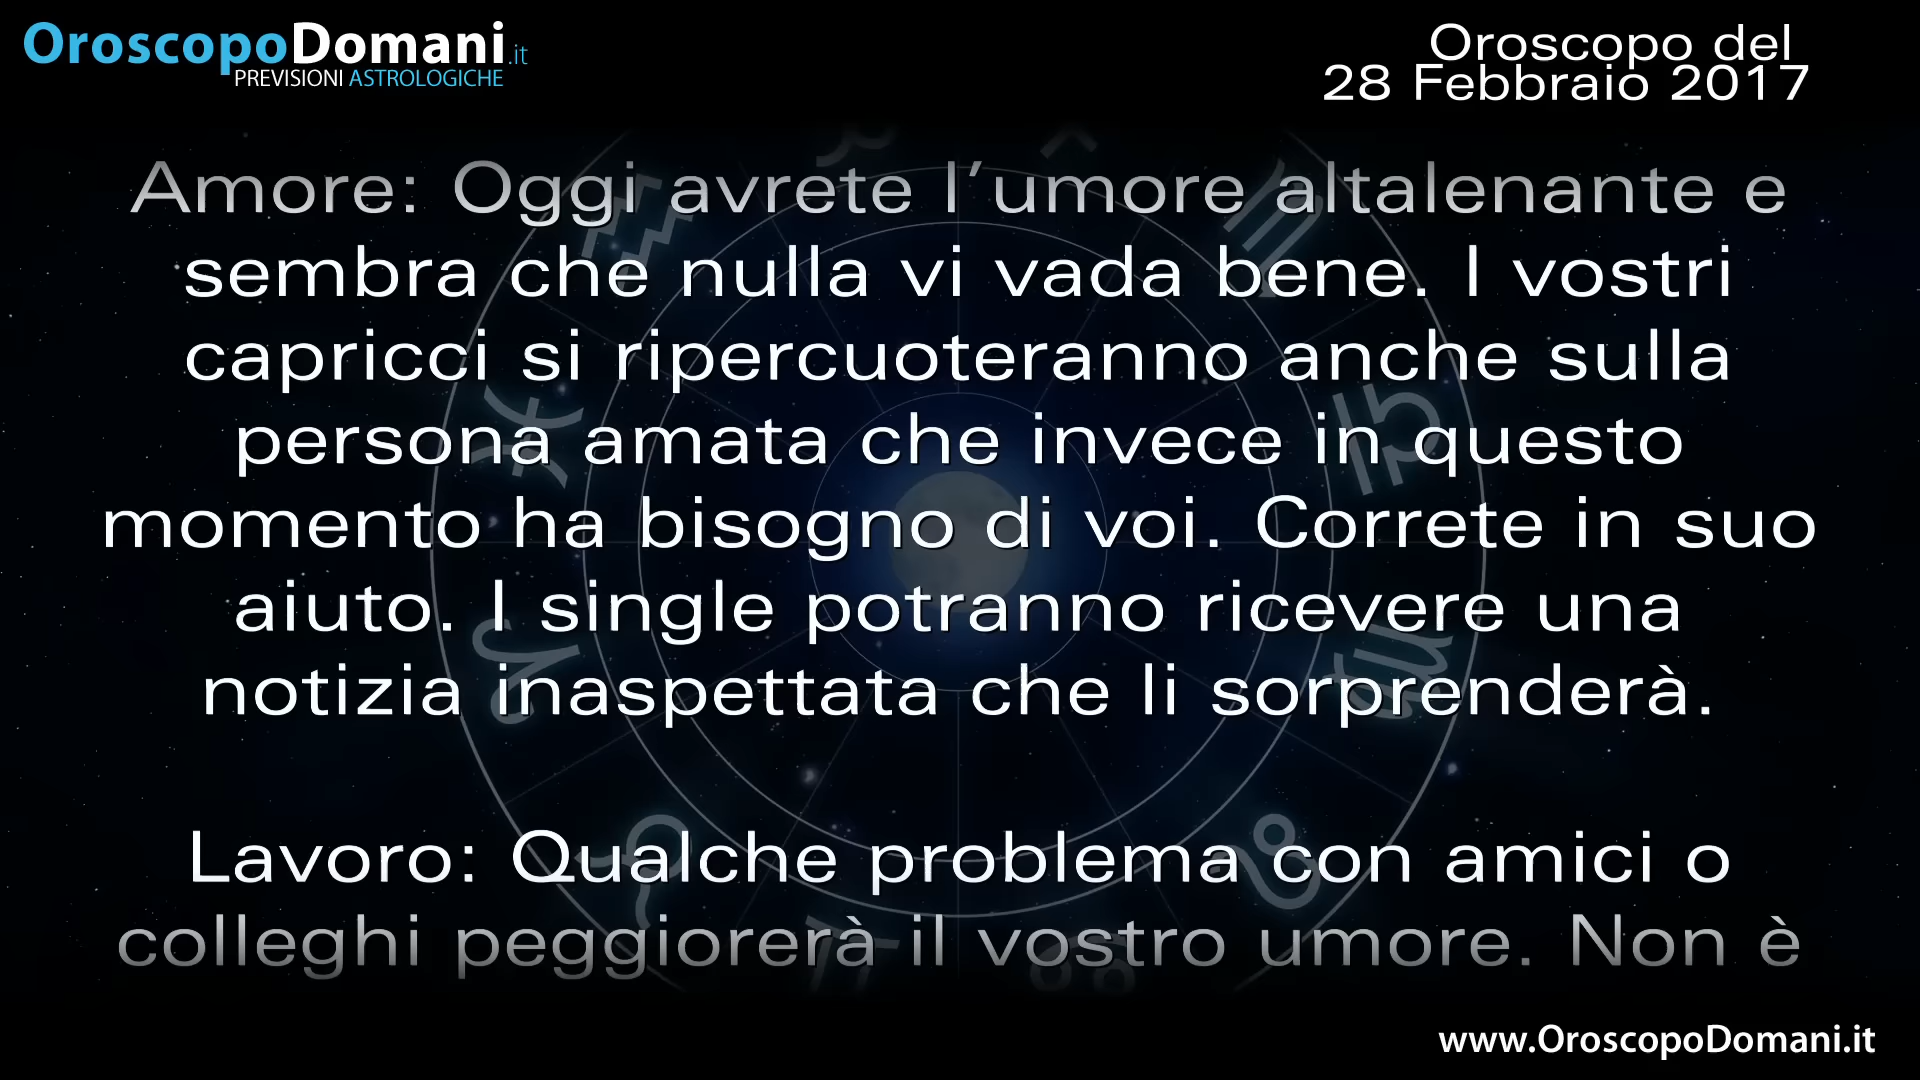 OroscopoDomani.it
PREVISIONI ASTROLOGICHE
Oroscopo del
28 Febbraio 2017
Amore: Oggi avrete l’umore altalenante e
sembra che nulla vi vada bene. I vostri
capricci si ripercuoteranno anche sulla
persona amata che invece in questo
momento ha bisogno di voi. Correte in suo
aiuto. I single potranno ricevere una
notizia inaspettata che li sorprenderà.
Lavoro: Qualche problema con amici o
colleghi peggiorerà il vostro umore. Non è
www.OroscopoDomani.it